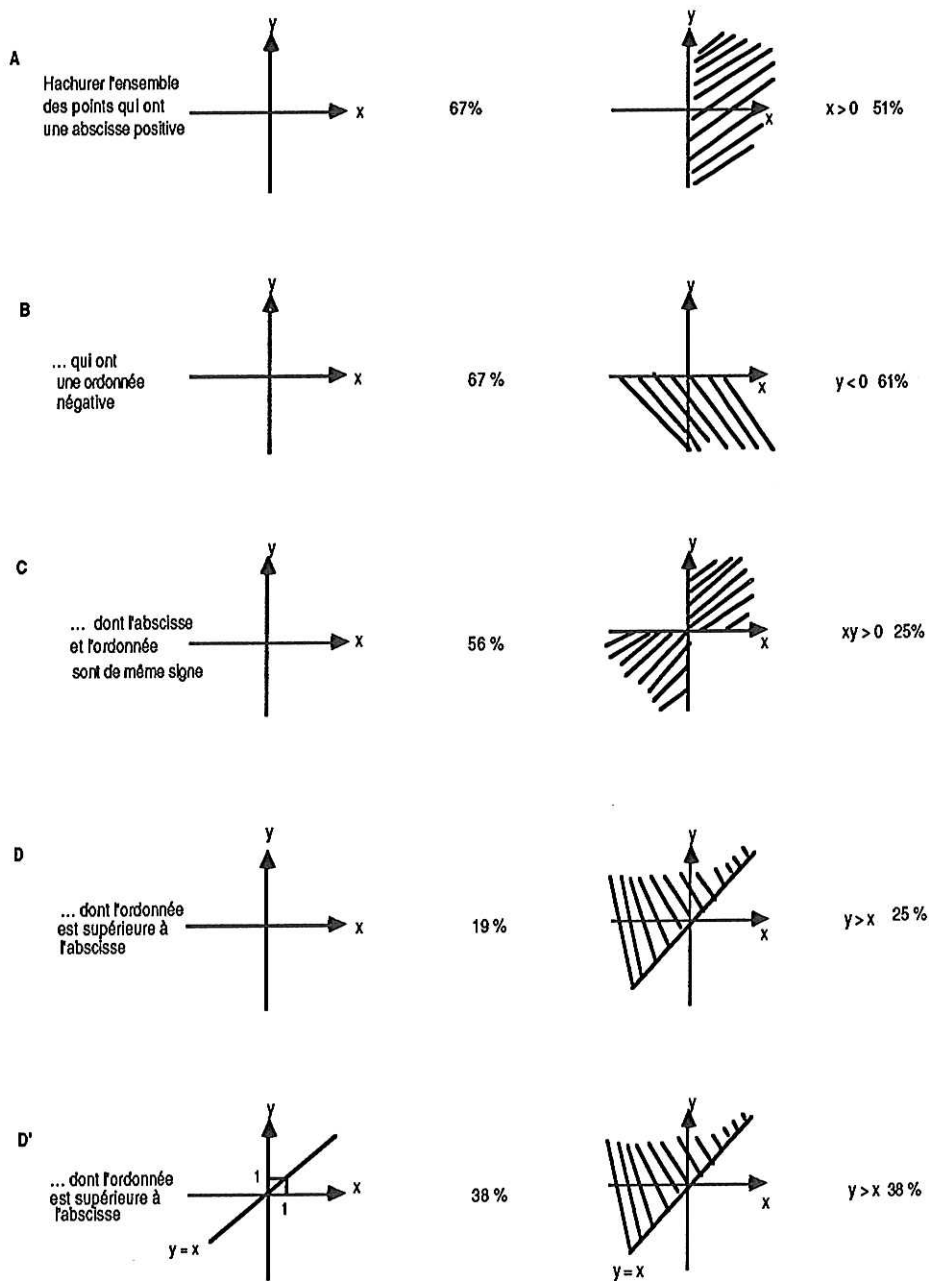 A
Hachurer l'ensemble
des points qui ont
une abscisse positive
y
x
67%
y
x
x > 0 51%
B
... qui ont
une ordonnée
négative
y
x
67 %
y
x
y < 0 61%
C
... dont l'abscisse
et l'ordonnée
sont de même signe
y
x
56 %
y
x
xy > 0 25%
D
... dont l'ordonnée
est supérieure à
l'abscisse
y
x
19 %
y
x
y > x 25 %
D'
... dont l'ordonnée
est supérieure à
l'abscisse
y
1
x
1
y = x
38 %
y
x
y = x
y > x 38 %